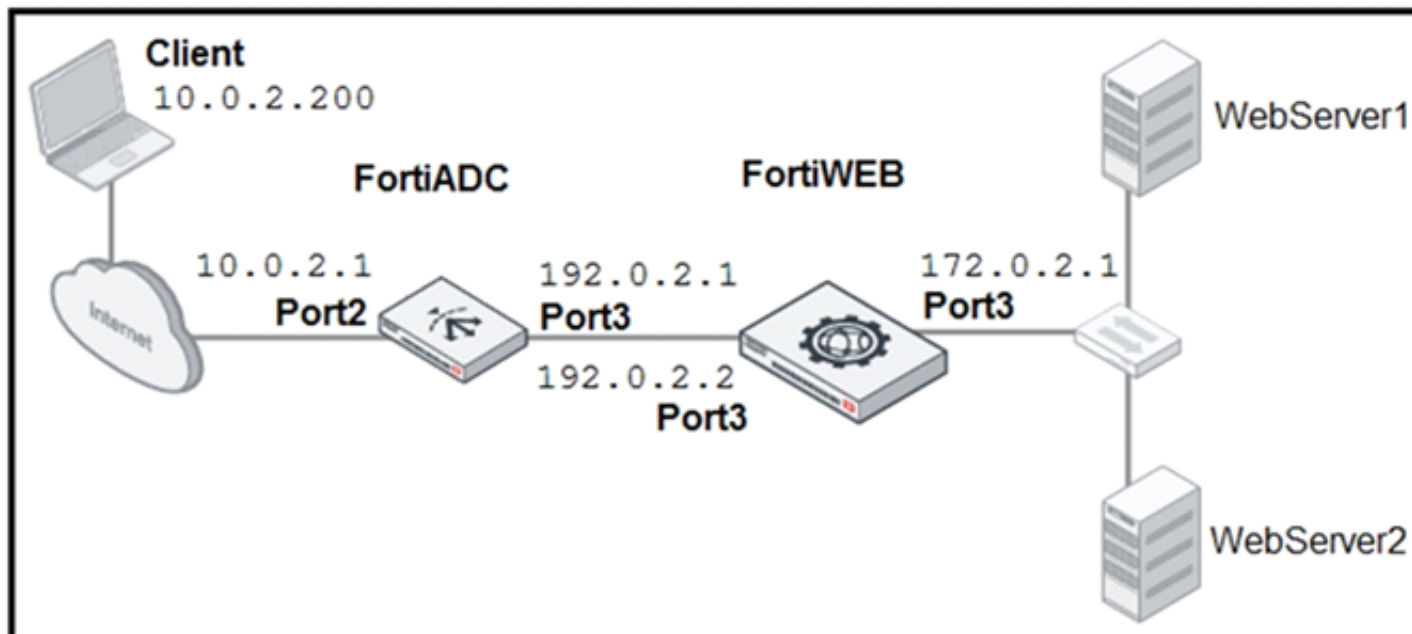 Client
10.0.2.200
WebServer1
FortiADC
FortiWEB
10.0.2.1
192.0.2.1
172.0.2.1
Port2
Port3
Port3
Internet
192.0.2.2
Port3
WebServer2